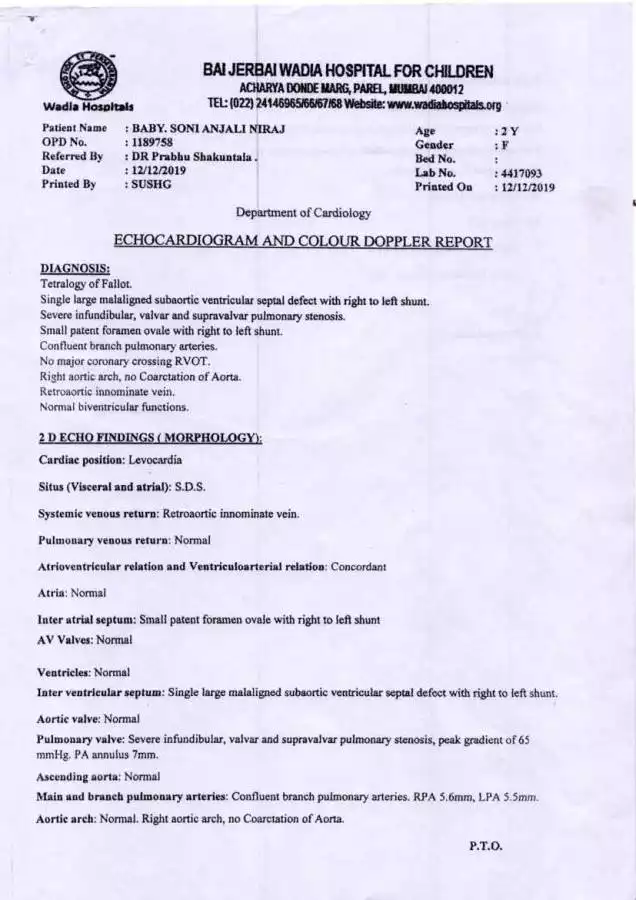 BAI JERBAI WADIA HOSPITAL FOR CHILDREN
ACHARYA DONDE MARG, PAREL, MUMBAI 400012
TEL: (022) 24146965/66/67/68 Website: www.wadiahospitals.org
Wadia Hospitals
Patient Name : BABY. SONI ANJALI NIRAJ Age : 2 Y
OPD No. : 1189758 Gender : F
Referred By : DR Prabhu Shakuntala . Bed No. :
Date : 12/12/2019 Lab No. : 4417093
Printed By : SUSHG Printed On : 12/12/2019
Department of Cardiology
ECHOCARDIOGRAM AND COLOUR DOPPLER REPORT
DIAGNOSIS:
Tetralogy of Fallot.
Single large malaligned subaortic ventricular septal defect with right to left shunt.
Severe infundibular, valvar and supravalvar pulmonary stenosis.
Small patent foramen ovale with right to left shunt.
Confluent branch pulmonary arteries.
No major coronary crossing RVOT.
Right aortic arch, no Coarctation of Aorta.
Retroaortic innominate vein.
Normal biventricular functions.
2 D ECHO FINDINGS ( MORPHOLOGY):
Cardiac position: Levocardia
Situs (Visceral and atrial): S.D.S.
Systemic venous return: Retroaortic innominate vein.
Pulmonary venous return: Normal
Atrioventricular relation and Ventriculoarterial relation: Concordant
Atria: Normal
Inter atrial septum: Small patent foramen ovale with right to left shunt
AV Valves: Normal
Ventricles: Normal
Inter ventricular septum: Single large malaligned subaortic ventricular septal defect with right to left shunt.
Aortic valve: Normal
Pulmonary valve: Severe infundibular, valvar and supravalvar pulmonary stenosis, peak gradient of 65
mmHg. PA annulus 7mm.
Ascending aorta: Normal
Main and branch pulmonary arteries: Confluent branch pulmonary arteries. RPA 5.6mm, LPA 5.5mm.
Aortic arch: Normal. Right aortic arch, no Coarctation of Aorta.
P.T.O.